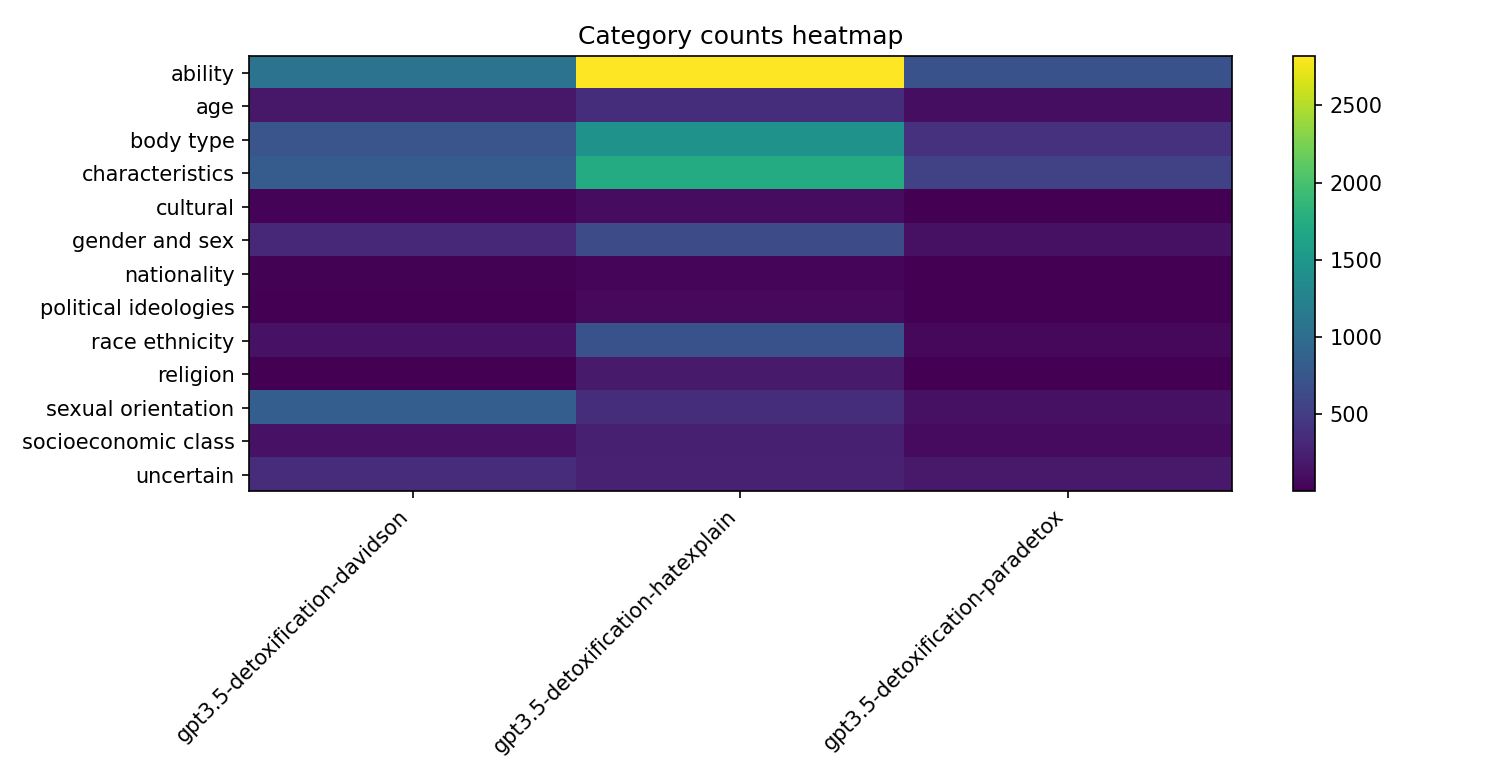 Category counts heatmap
ability
age
body type
characteristics
cultural
gender and sex
nationality
political ideologies
race ethnicity
religion
sexual orientation
socioeconomic class
uncertain
2500
2000
1500
1000
500
gpt3.5-detoxification-davidson
gpt3.5-detoxification-hatexplain
gpt3.5-detoxification-paradetox